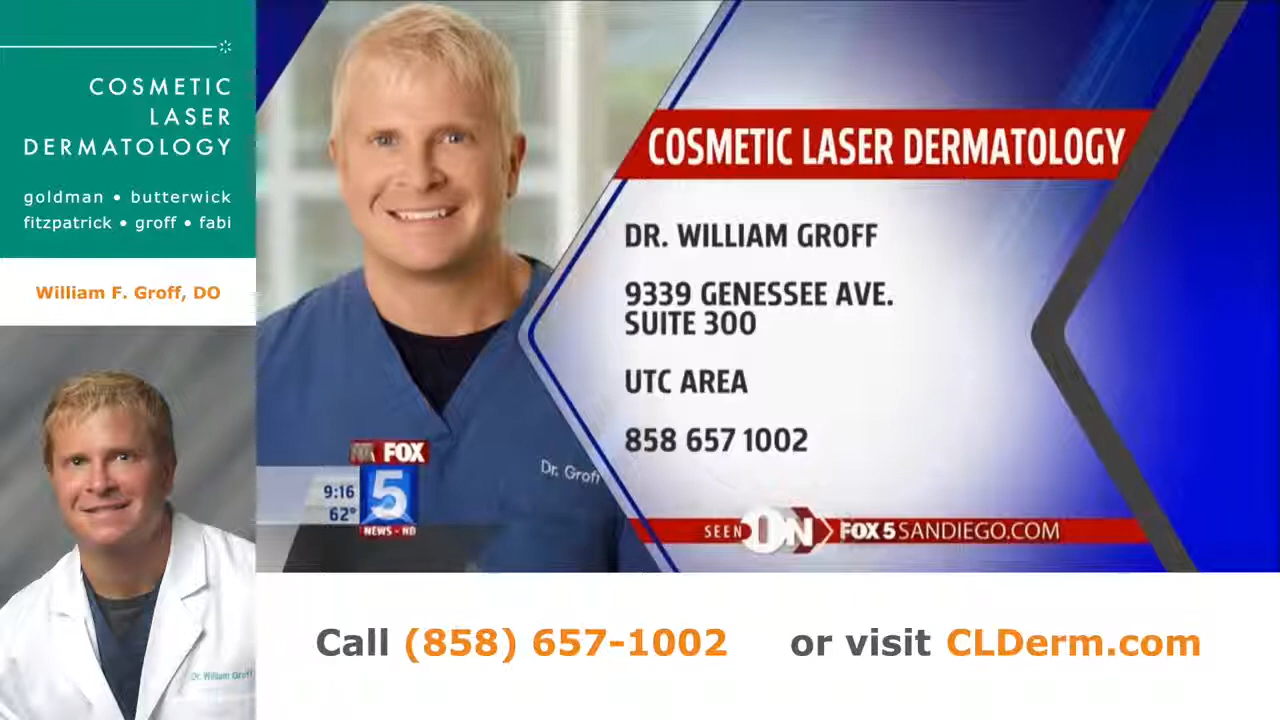 COSMETIC
LASER
DERMATOLOGY
goldman • butterwick
fitzpatrick • groff • fabi
William F. Groff, DO
Dr. William Groff
COSMETIC LASER DERMATOLOGY
DR. WILLIAM GROFF
9339 GENESSEE AVE.
SUITE 300
UTC AREA
858 657 1002
Dr. Groff
FOX
5
9:16
62°
SEEN ON FOX 5 SANDIEGO.COM
Call (858) 657-1002 or visit CLDerm.com